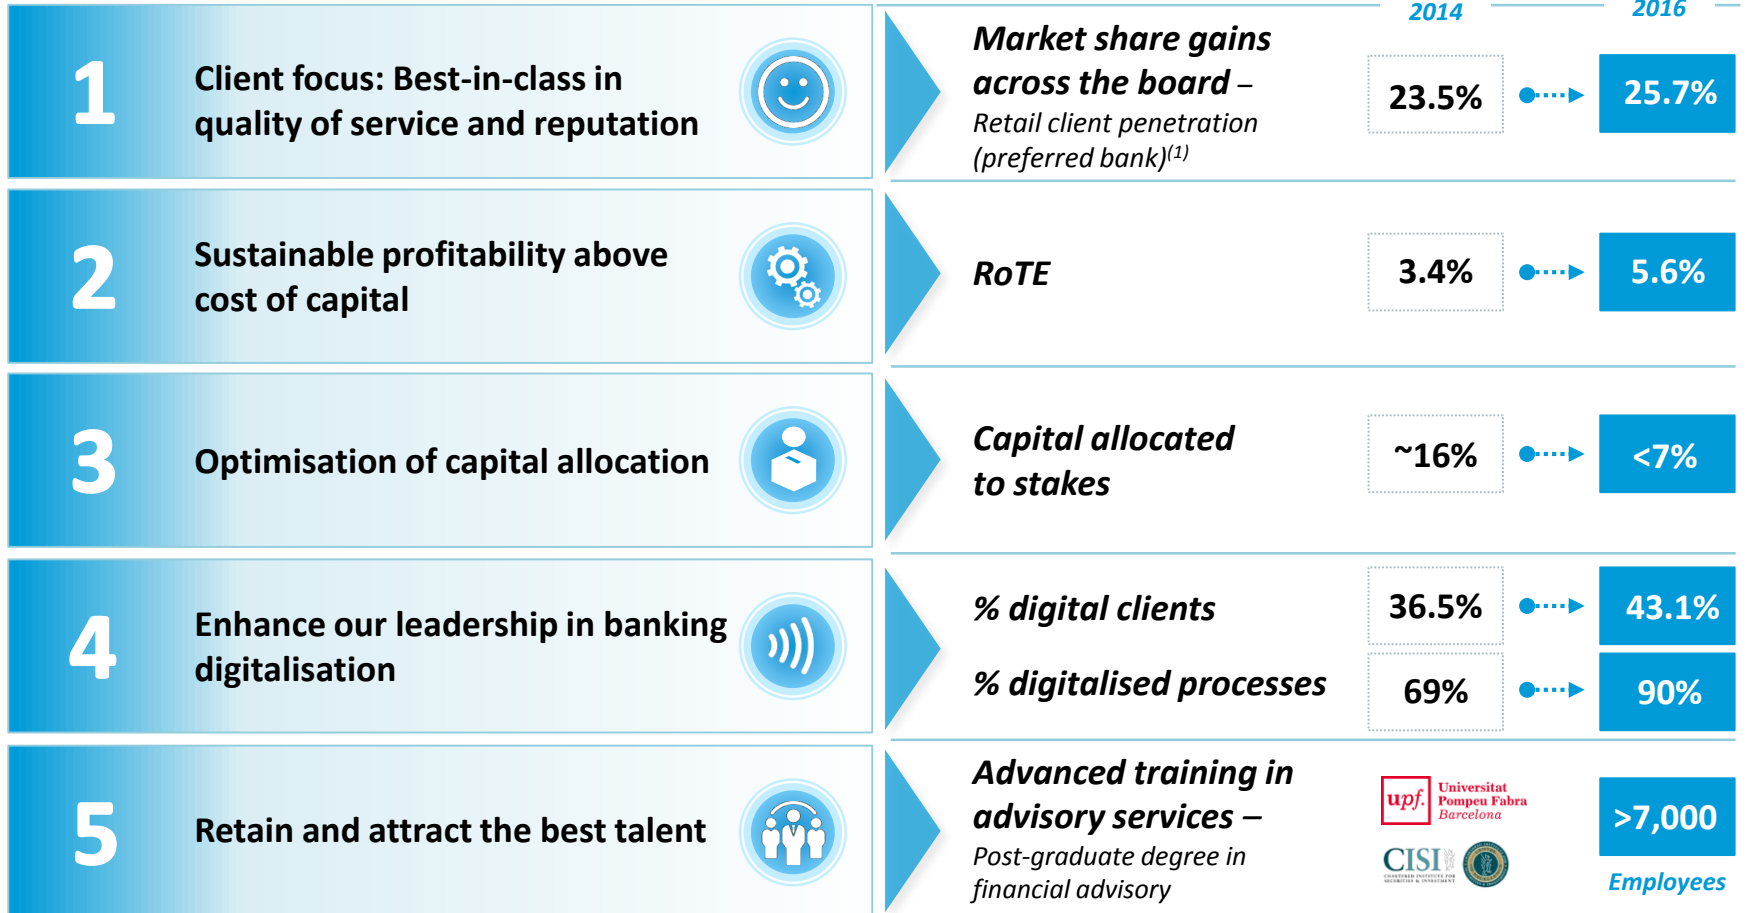 2014 2016
1
Client focus: Best-in-class in
quality of service and reputation
Market share gains
across the board –
Retail client penetration
(preferred bank)(1)
23.5%
25.7%
2
Sustainable profitability above
cost of capital
RoTE
3.4%
5.6%
3
Optimisation of capital allocation
Capital allocated
to stakes
~16%
<7%
4
Enhance our leadership in banking
digitalisation
% digital clients
36.5%
43.1%
% digitalised processes
69%
90%
5
Retain and attract the best talent
Advanced training in
advisory services –
Post-graduate degree in
financial advisory
upf.
Universitat
Pompeu Fabra
Barcelona
CISI
CHARTERED INSTITUTE FOR
SECURITIES & INVESTMENT
>7,000
Employees